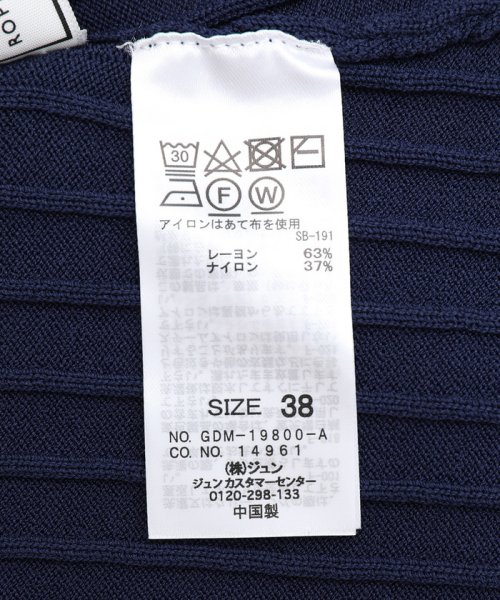 ROP
30
F W
アイロンはあて布を使用
SB-191
レーヨン 63%
ナイロン 37%
SIZE 38
NO. GDM-19800-A
CO. NO. 14961
(株)ジュン
ジュン カスタマーセンター
0120-298-133
中国製